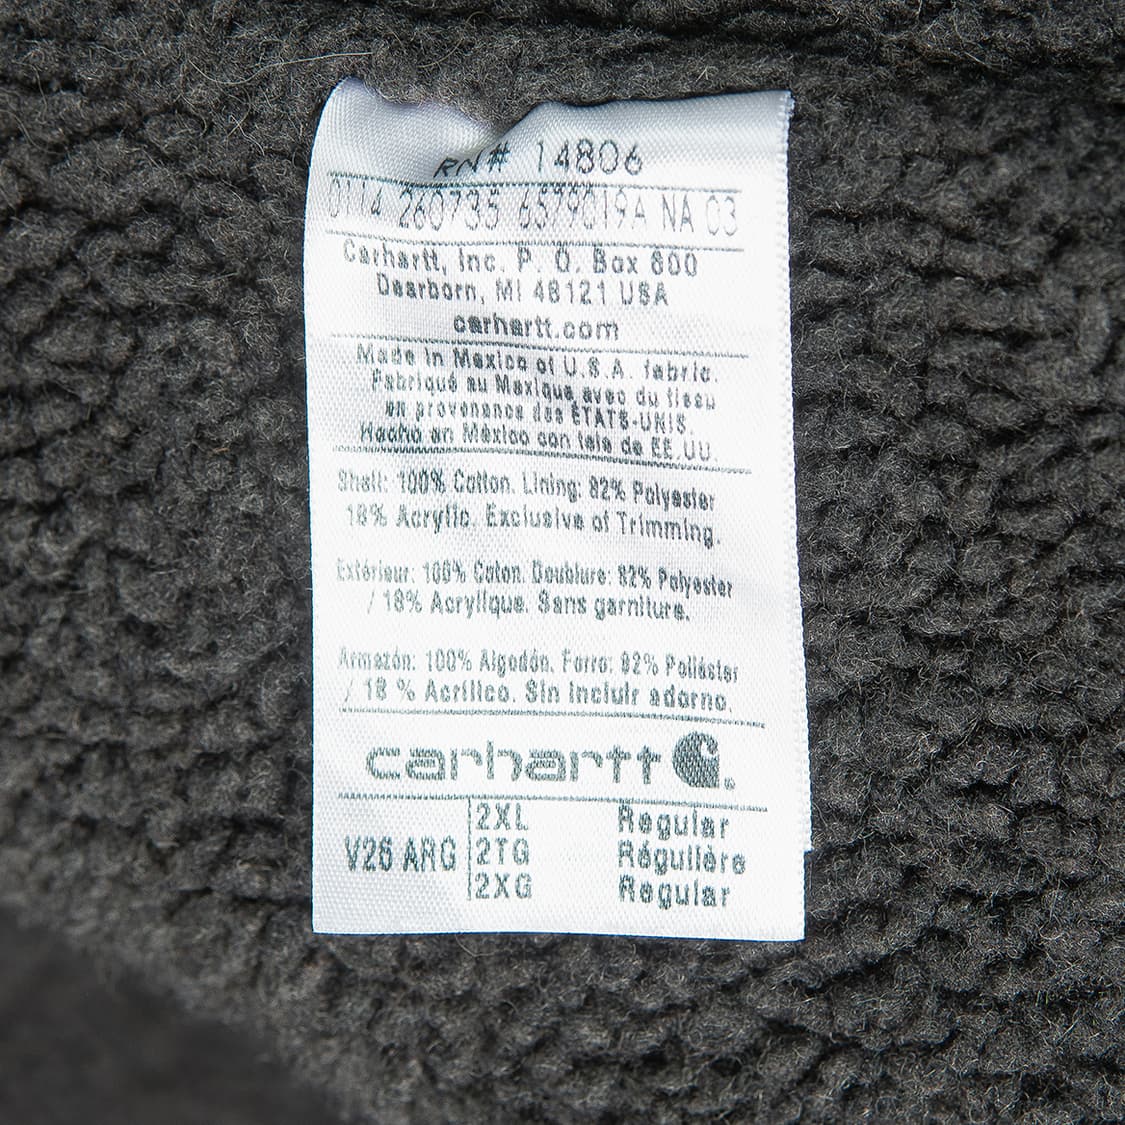 RN# 14806
0114 260735 6579019A NA 03
Carhartt, Inc. P. O. Box 600
Dearborn, MI 48121 USA
carhartt.com
Made in Mexico of U.S.A. fabric.
Fabriqué au Mexique avec du tissu
en provenance des ÉTATS-UNIS.
Hecho en México con tela de EE.UU.
Shell: 100% Cotton. Lining: 82% Polyester
18% Acrylic. Exclusive of Trimming.
Extérieur: 100% Coton. Doublure: 82% Polyester
/ 18% Acrylique. Sans garniture.
Armazón: 100% Algodón. Forro: 82% Poliéster
/ 18 % Acrílico. Sin incluir adorno.
carhartt
V26 ARG
2XL Regular
2TG Régulière
2XG Regular